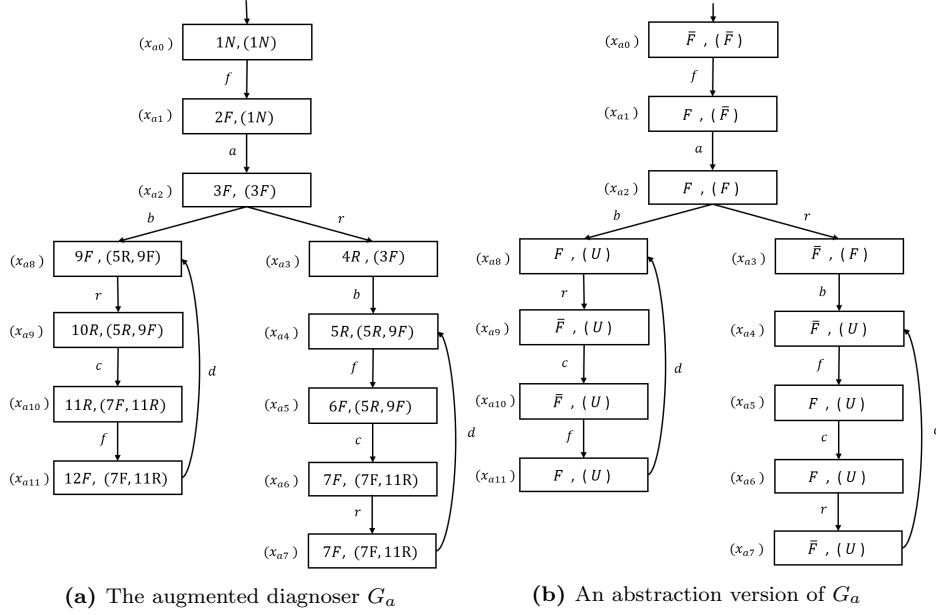 (x_{a0}) 1N, (1N)
f
(x_{a1}) 2F, (1N)
a
(x_{a2}) 3F, (3F)
b r
(x_{a8}) 9F, (5R, 9F)
(x_{a3}) 4R, (3F)
r b
(x_{a9}) 10R, (5R, 9F)
(x_{a4}) 5R, (5R, 9F)
c f d
(x_{a10}) 11R, (7F, 11R)
(x_{a5}) 6F, (5R, 9F)
f c d
(x_{a11}) 12F, (7F, 11R)
(x_{a6}) 7F, (7F, 11R)
r
(x_{a7}) 7F, (7F, 11R)
(a) The augmented diagnoser G_a
(x_{a0}) F̄ , (F̄)
f
(x_{a1}) F , (F̄)
a
(x_{a2}) F , (F)
b r
(x_{a8}) F , (U)
(x_{a3}) F̄ , (F)
r b
(x_{a9}) F̄ , (U)
(x_{a4}) F̄ , (U)
c f d
(x_{a10}) F̄ , (U)
(x_{a5}) F , (U)
f c
(x_{a11}) F , (U)
(x_{a6}) F , (U)
r
(x_{a7}) F̄ , (U)
(b) An abstraction version of G_a